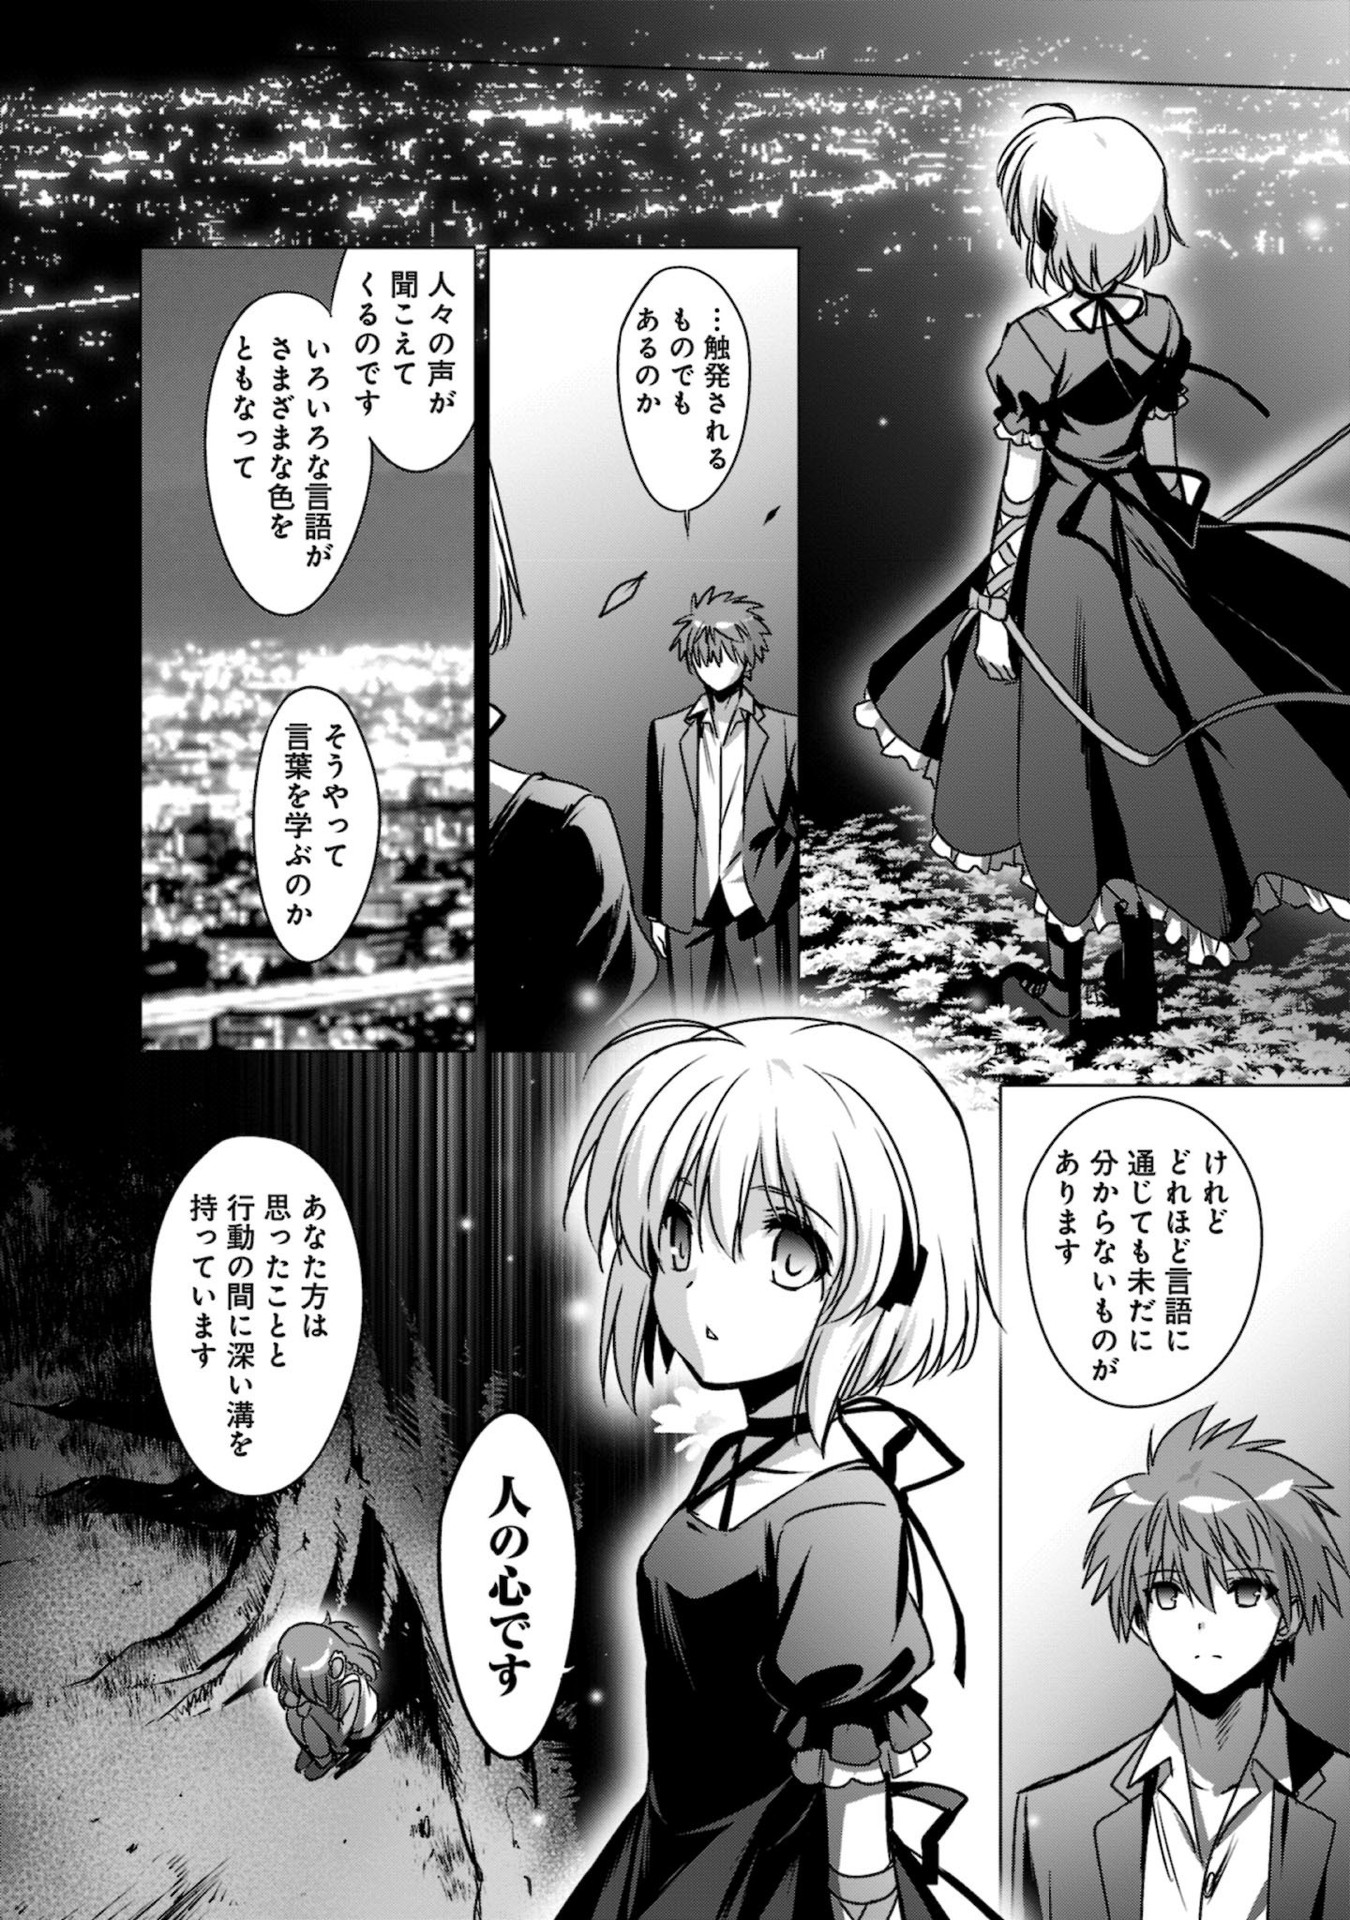 …触発される
ものでも
あるのか
人々の声が
聞こえて
くるのです
いろいろな言語が
さまざまな色を
ともなって
そうやって
言葉を学ぶのか
けれど
どれほど言語に
通じても未だに
分からないものが
あります
人の心です
あなた方は
思ったことと
行動の間に深い溝を
持っています